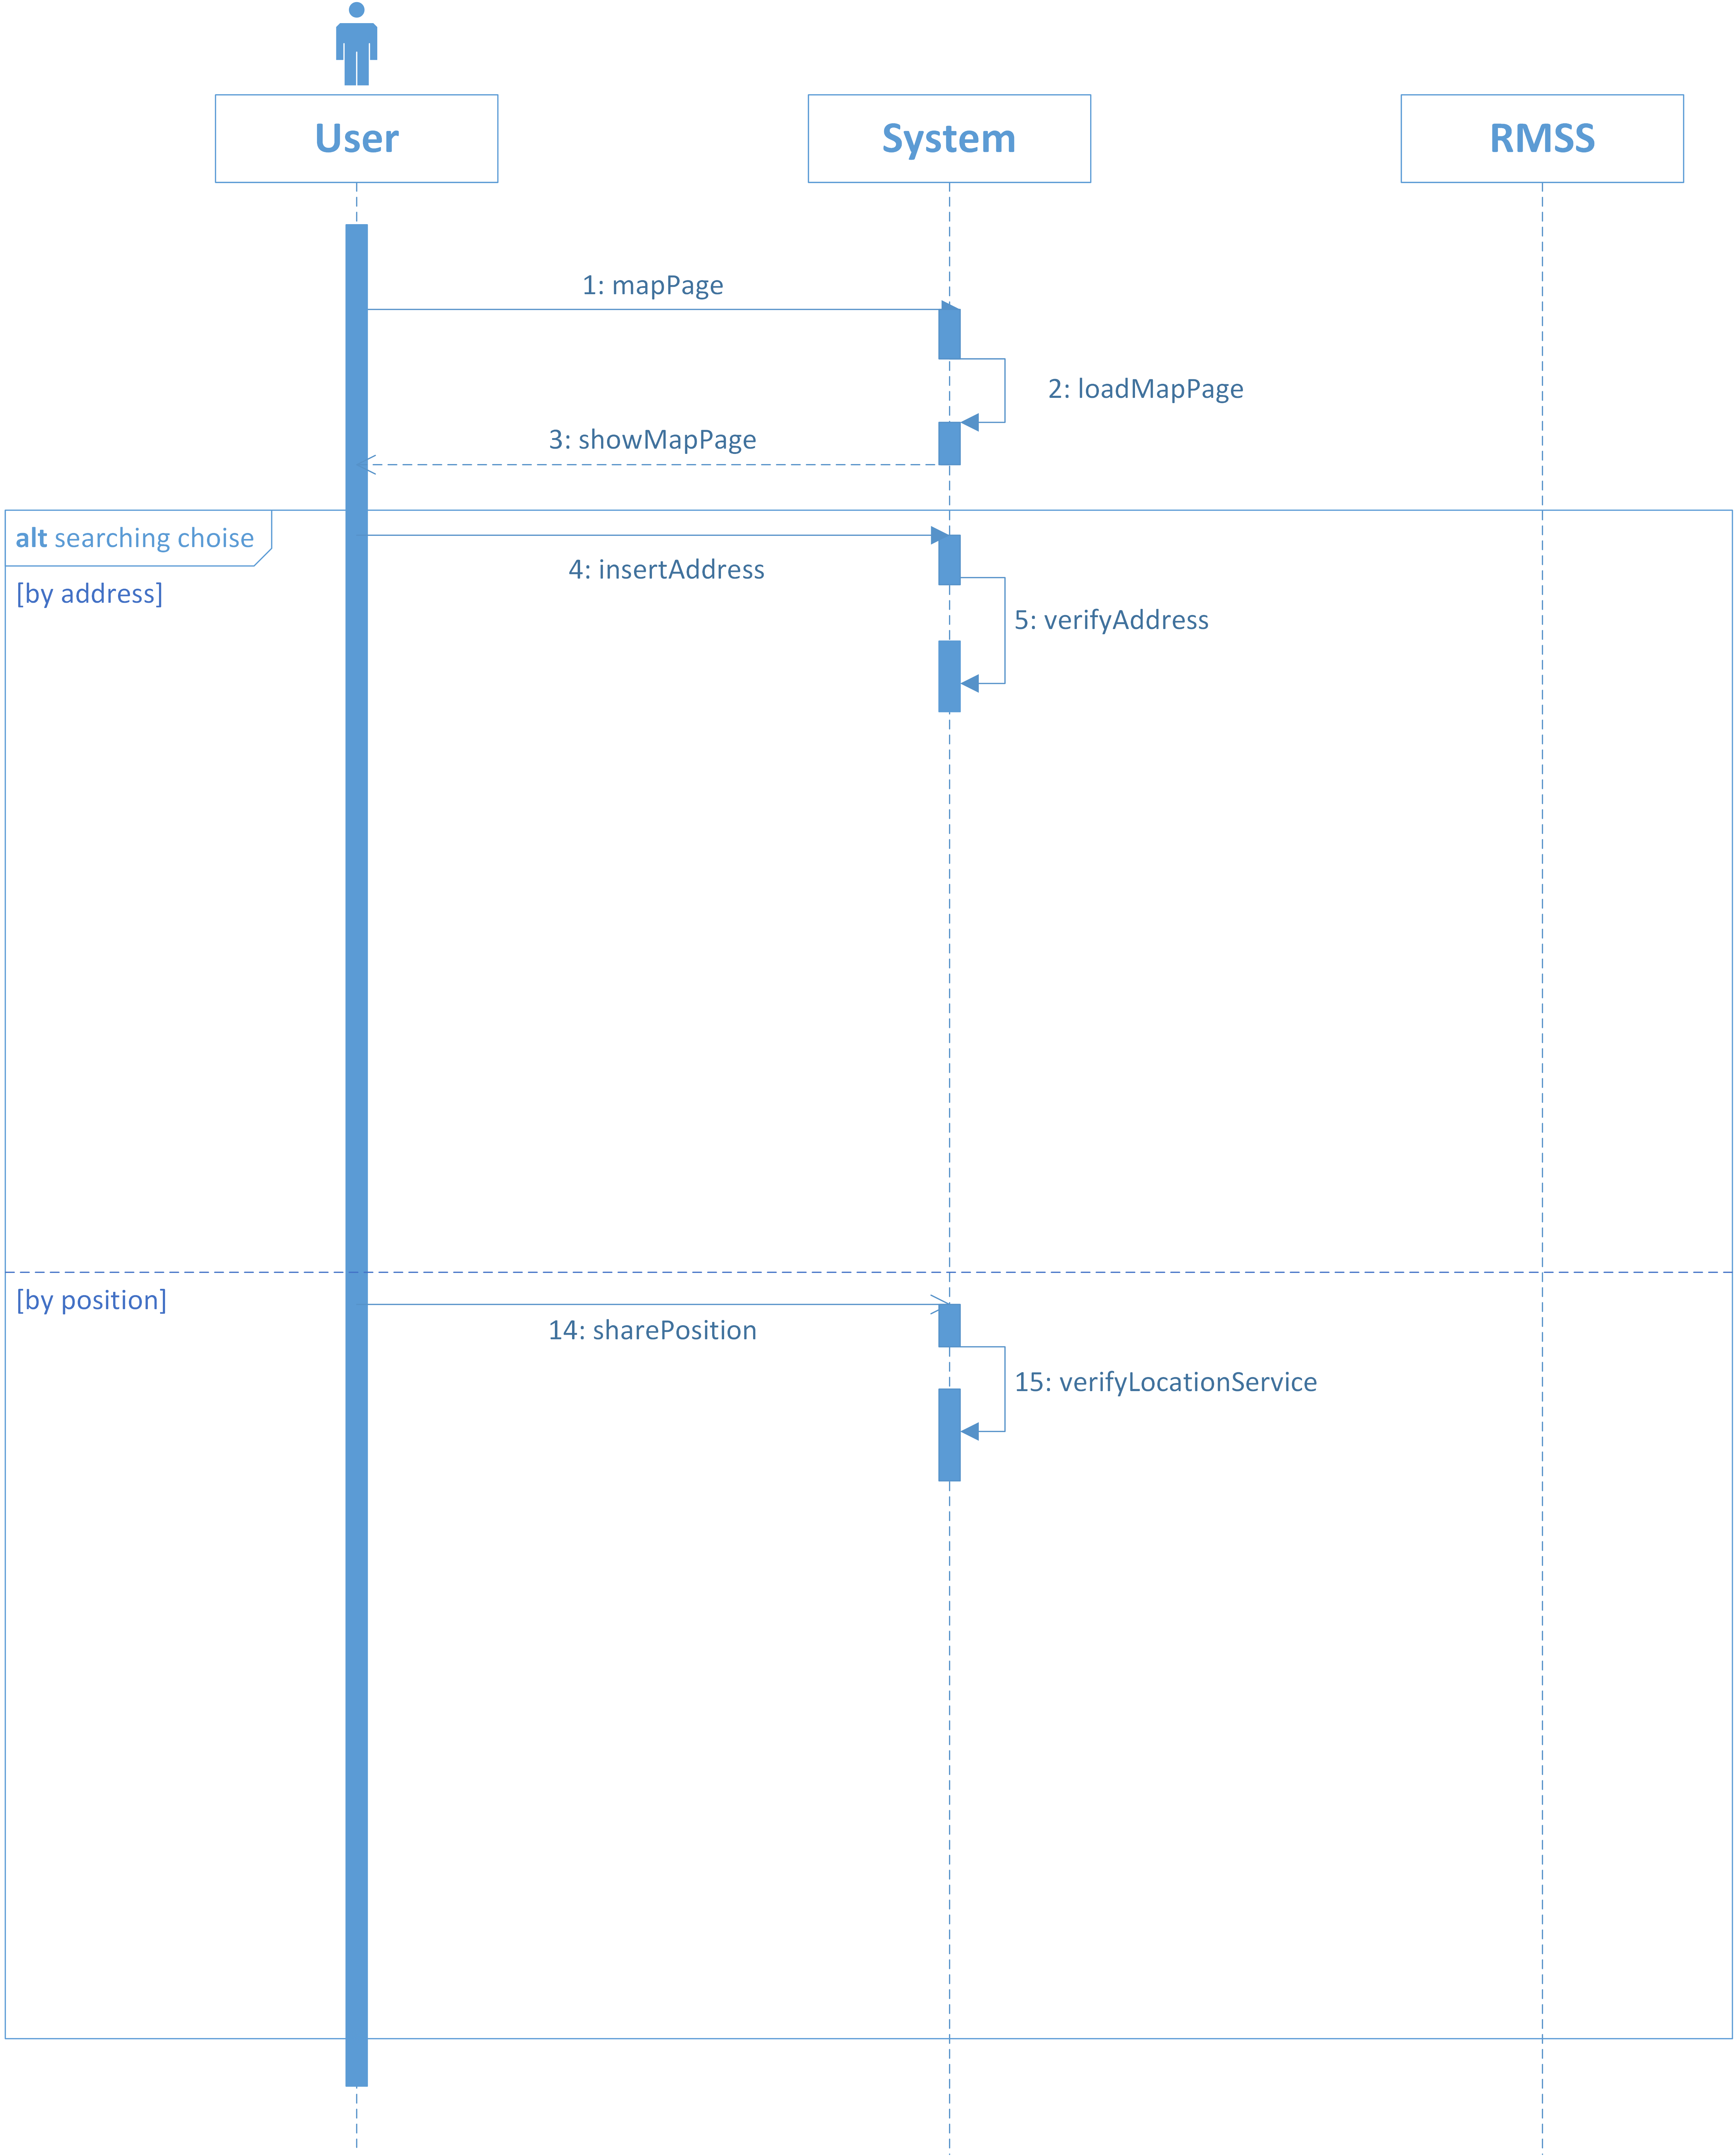 User
System
RMSS
1: mapPage
2: loadMapPage
3: showMapPage
alt searching choise
4: insertAddress
[by address]
5: verifyAddress
[by position]
14: sharePosition
15: verifyLocationService